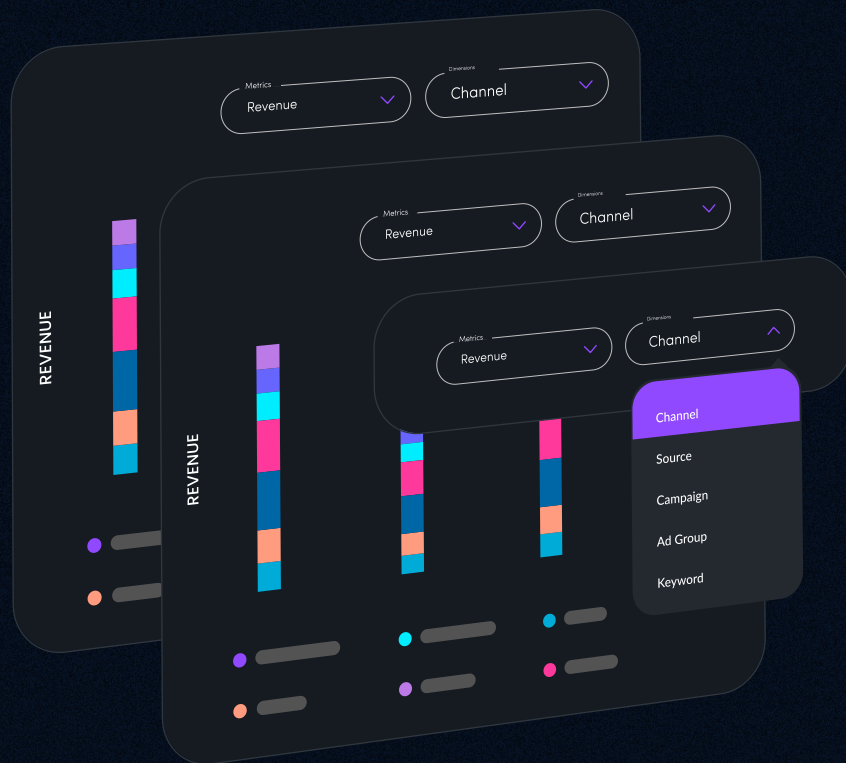 Metrics
Revenue
Dimensions
Channel
REVENUE
Metrics
Revenue
Dimensions
Channel
REVENUE
Metrics
Revenue
Dimensions
Channel
Channel
Source
Campaign
Ad Group
Keyword